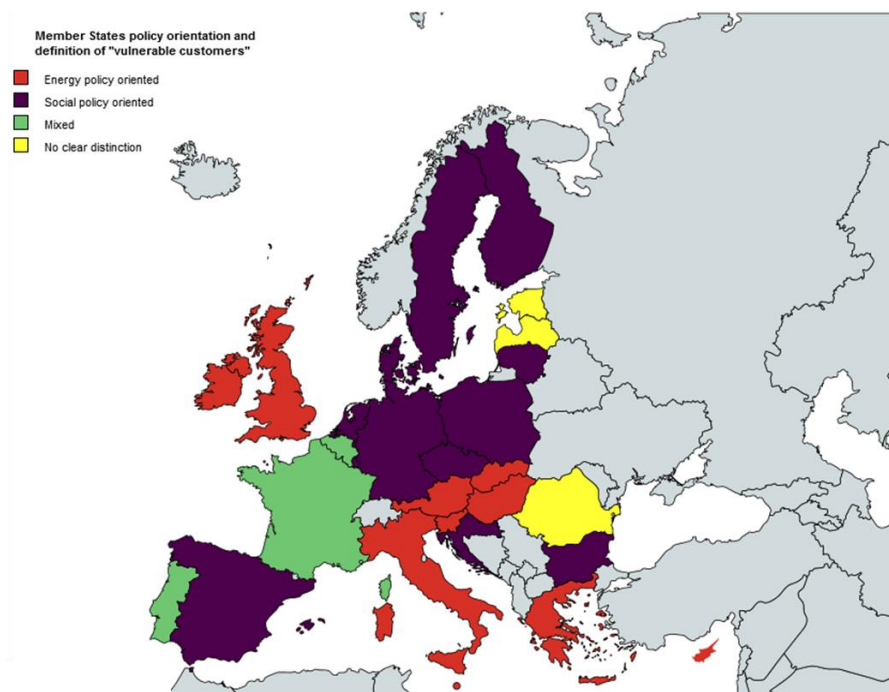 Member States policy orientation and
definition of "vulnerable customers"
Energy policy oriented
Social policy oriented
Mixed
No clear distinction